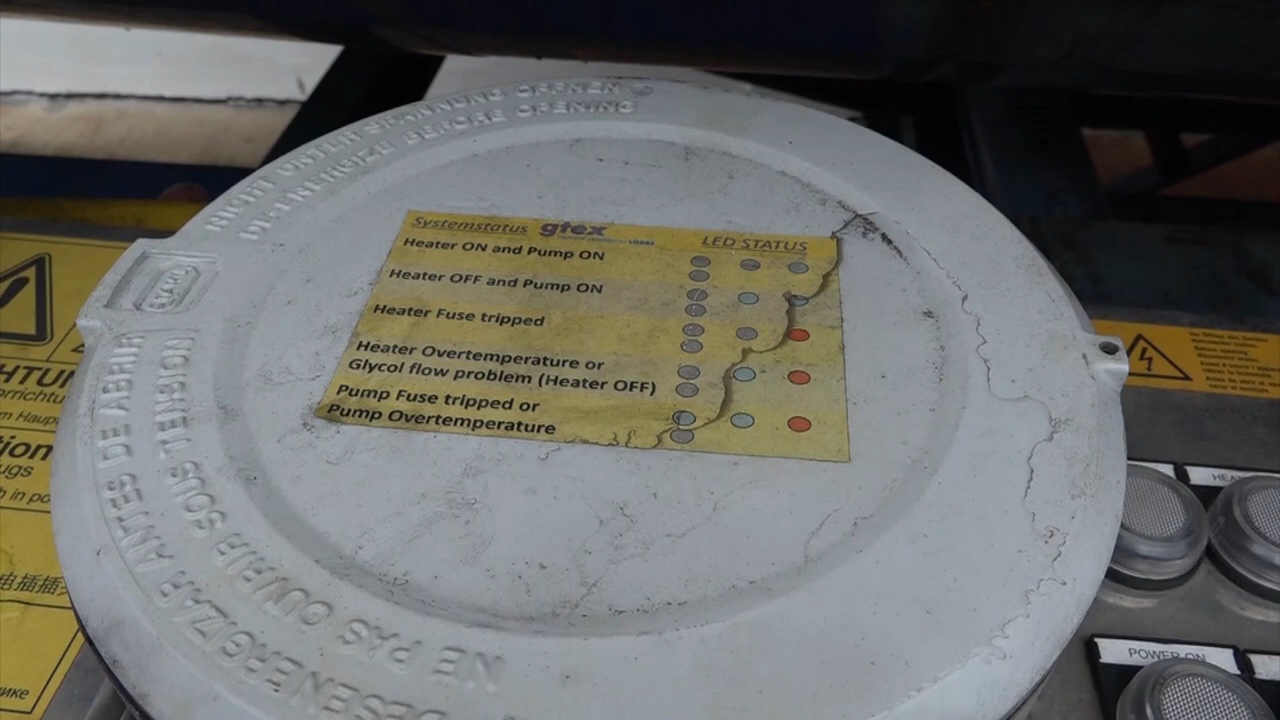 NICHT UNTER SPANNUNG ÖFFNEN
DE-ENERGIZE BEFORE OPENING
STAHL
Systemstatus gtex
LED STATUS
Heater ON and Pump ON
Heater OFF and Pump ON
Heater Fuse tripped
Heater Overtemperature or
Glycol flow problem (Heater OFF)
Pump Fuse tripped or
Pump Overtemperature
DESENERGIZAR ANTES DE ABRIR
NE PAS OUVRIR SOUS TENSION
POWER ON